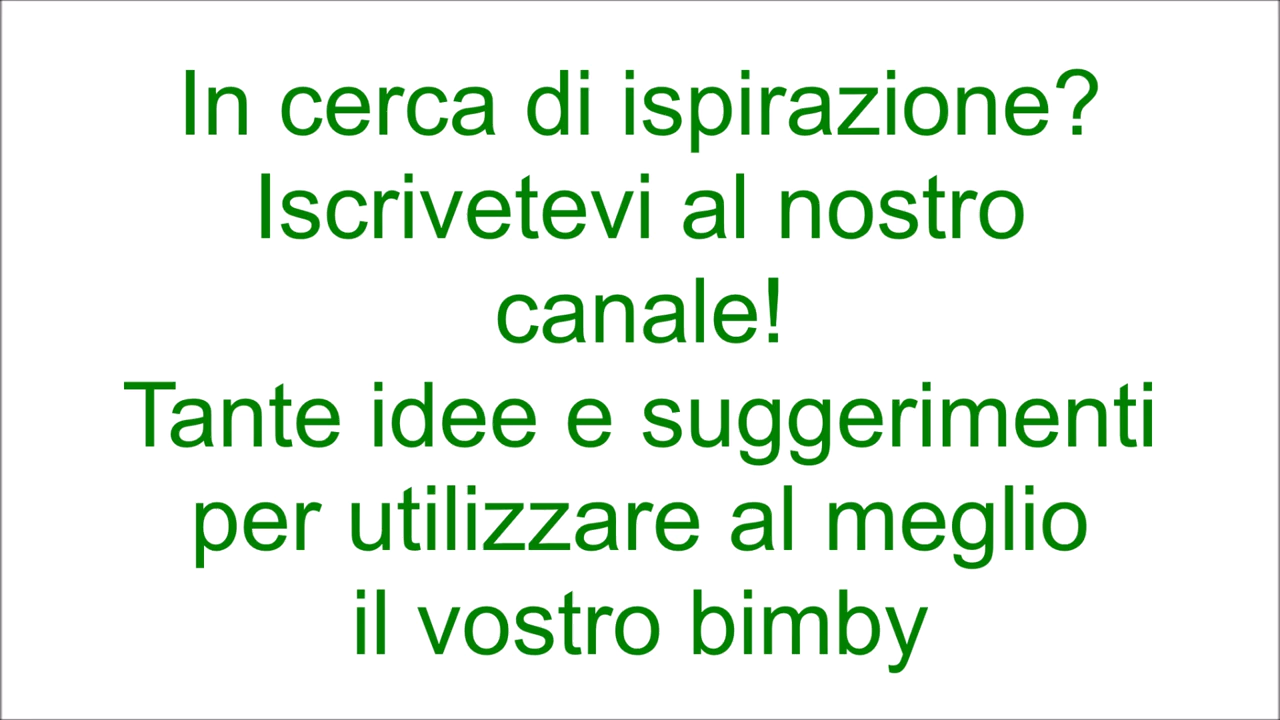 In cerca di ispirazione?
Iscrivetevi al nostro
canale!
Tante idee e suggerimenti
per utilizzare al meglio
il vostro bimby